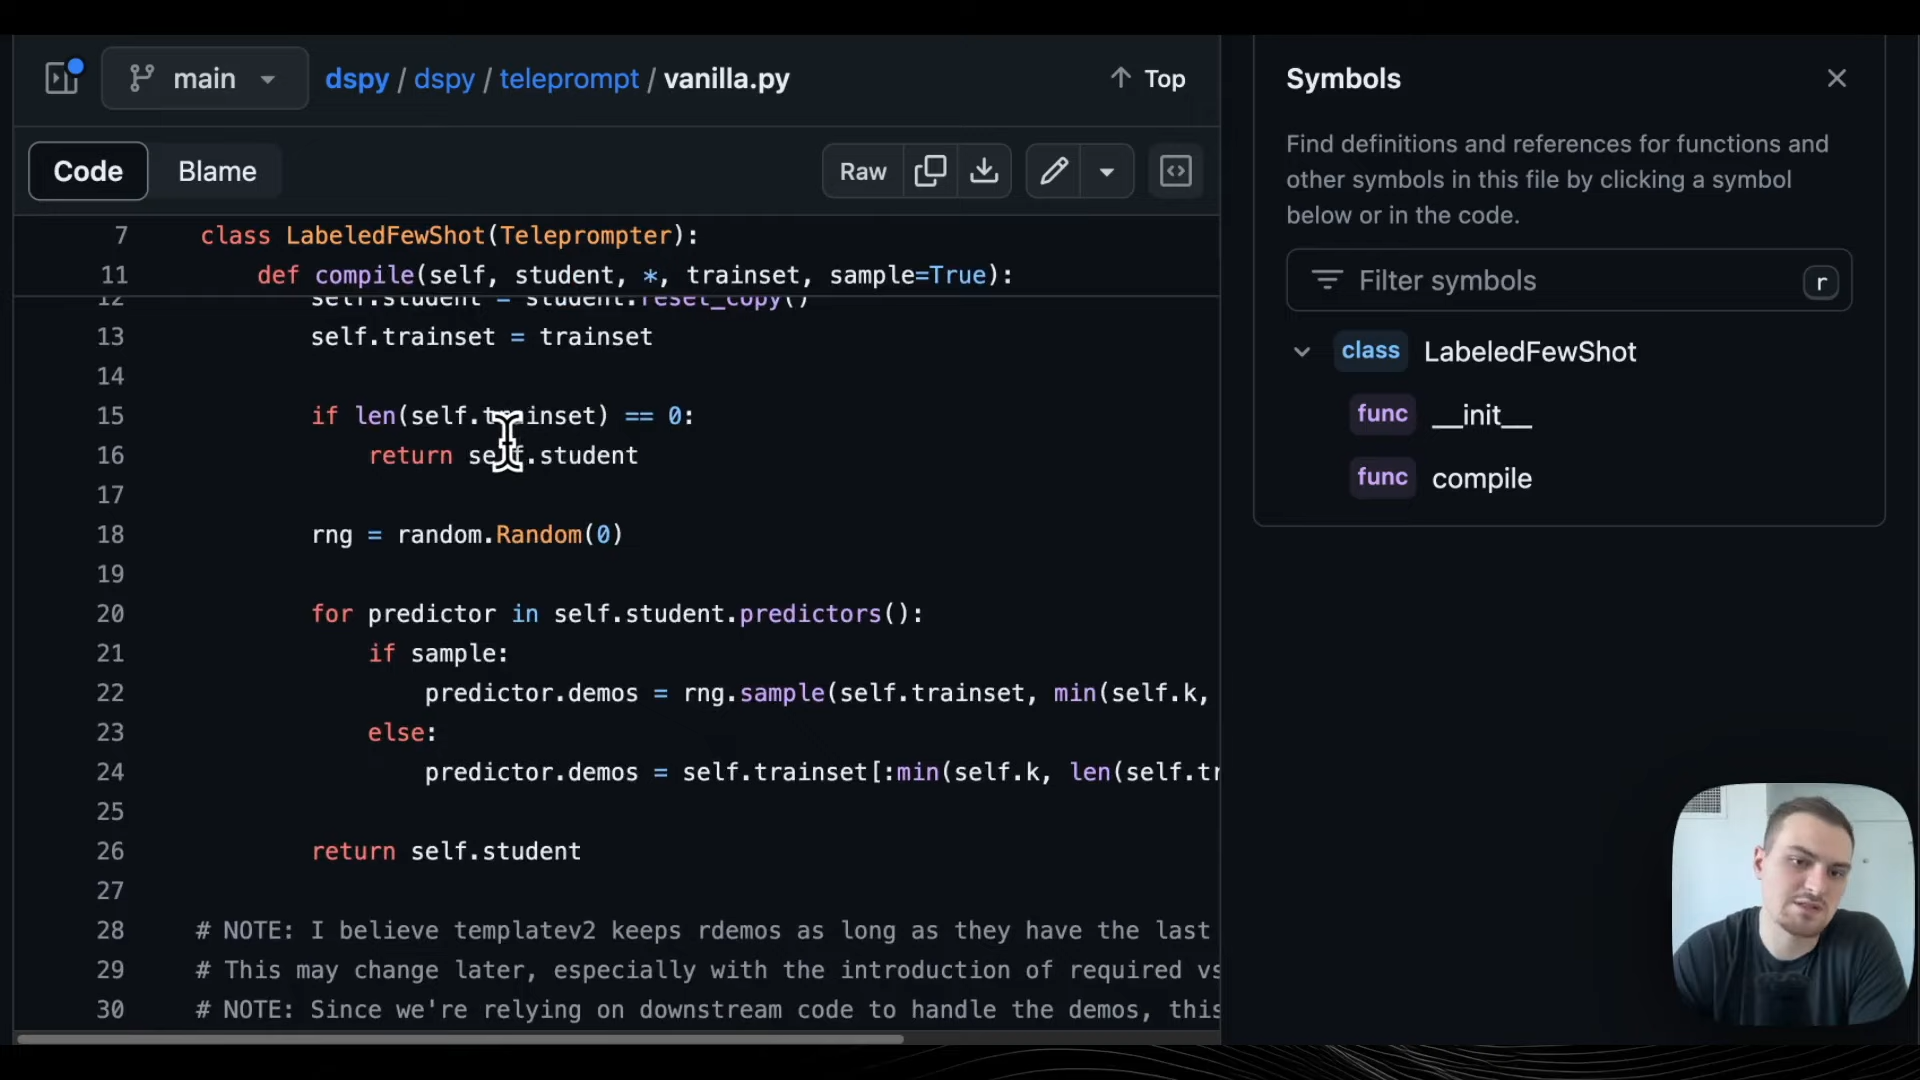 main
dspy / dspy / teleprompt / vanilla.py
Top
Code
Blame
Raw
7 class LabeledFewShot(Teleprompter):
11 def compile(self, student, *, trainset, sample=True):
12 self.student = student.reset_copy()
13 self.trainset = trainset
14
15 if len(self.trainset) == 0:
16 return self.student
17
18 rng = random.Random(0)
19
20 for predictor in self.student.predictors():
21 if sample:
22 predictor.demos = rng.sample(self.trainset, min(self.k,
23 else:
24 predictor.demos = self.trainset[:min(self.k, len(self.tr
25
26 return self.student
27
28 # NOTE: I believe templatev2 keeps rdemos as long as they have the last
29 # This may change later, especially with the introduction of required vs
30 # NOTE: Since we're relying on downstream code to handle the demos, this
Symbols
Find definitions and references for functions and
other symbols in this file by clicking a symbol
below or in the code.
Filter symbols
r
class LabeledFewShot
func __init__
func compile